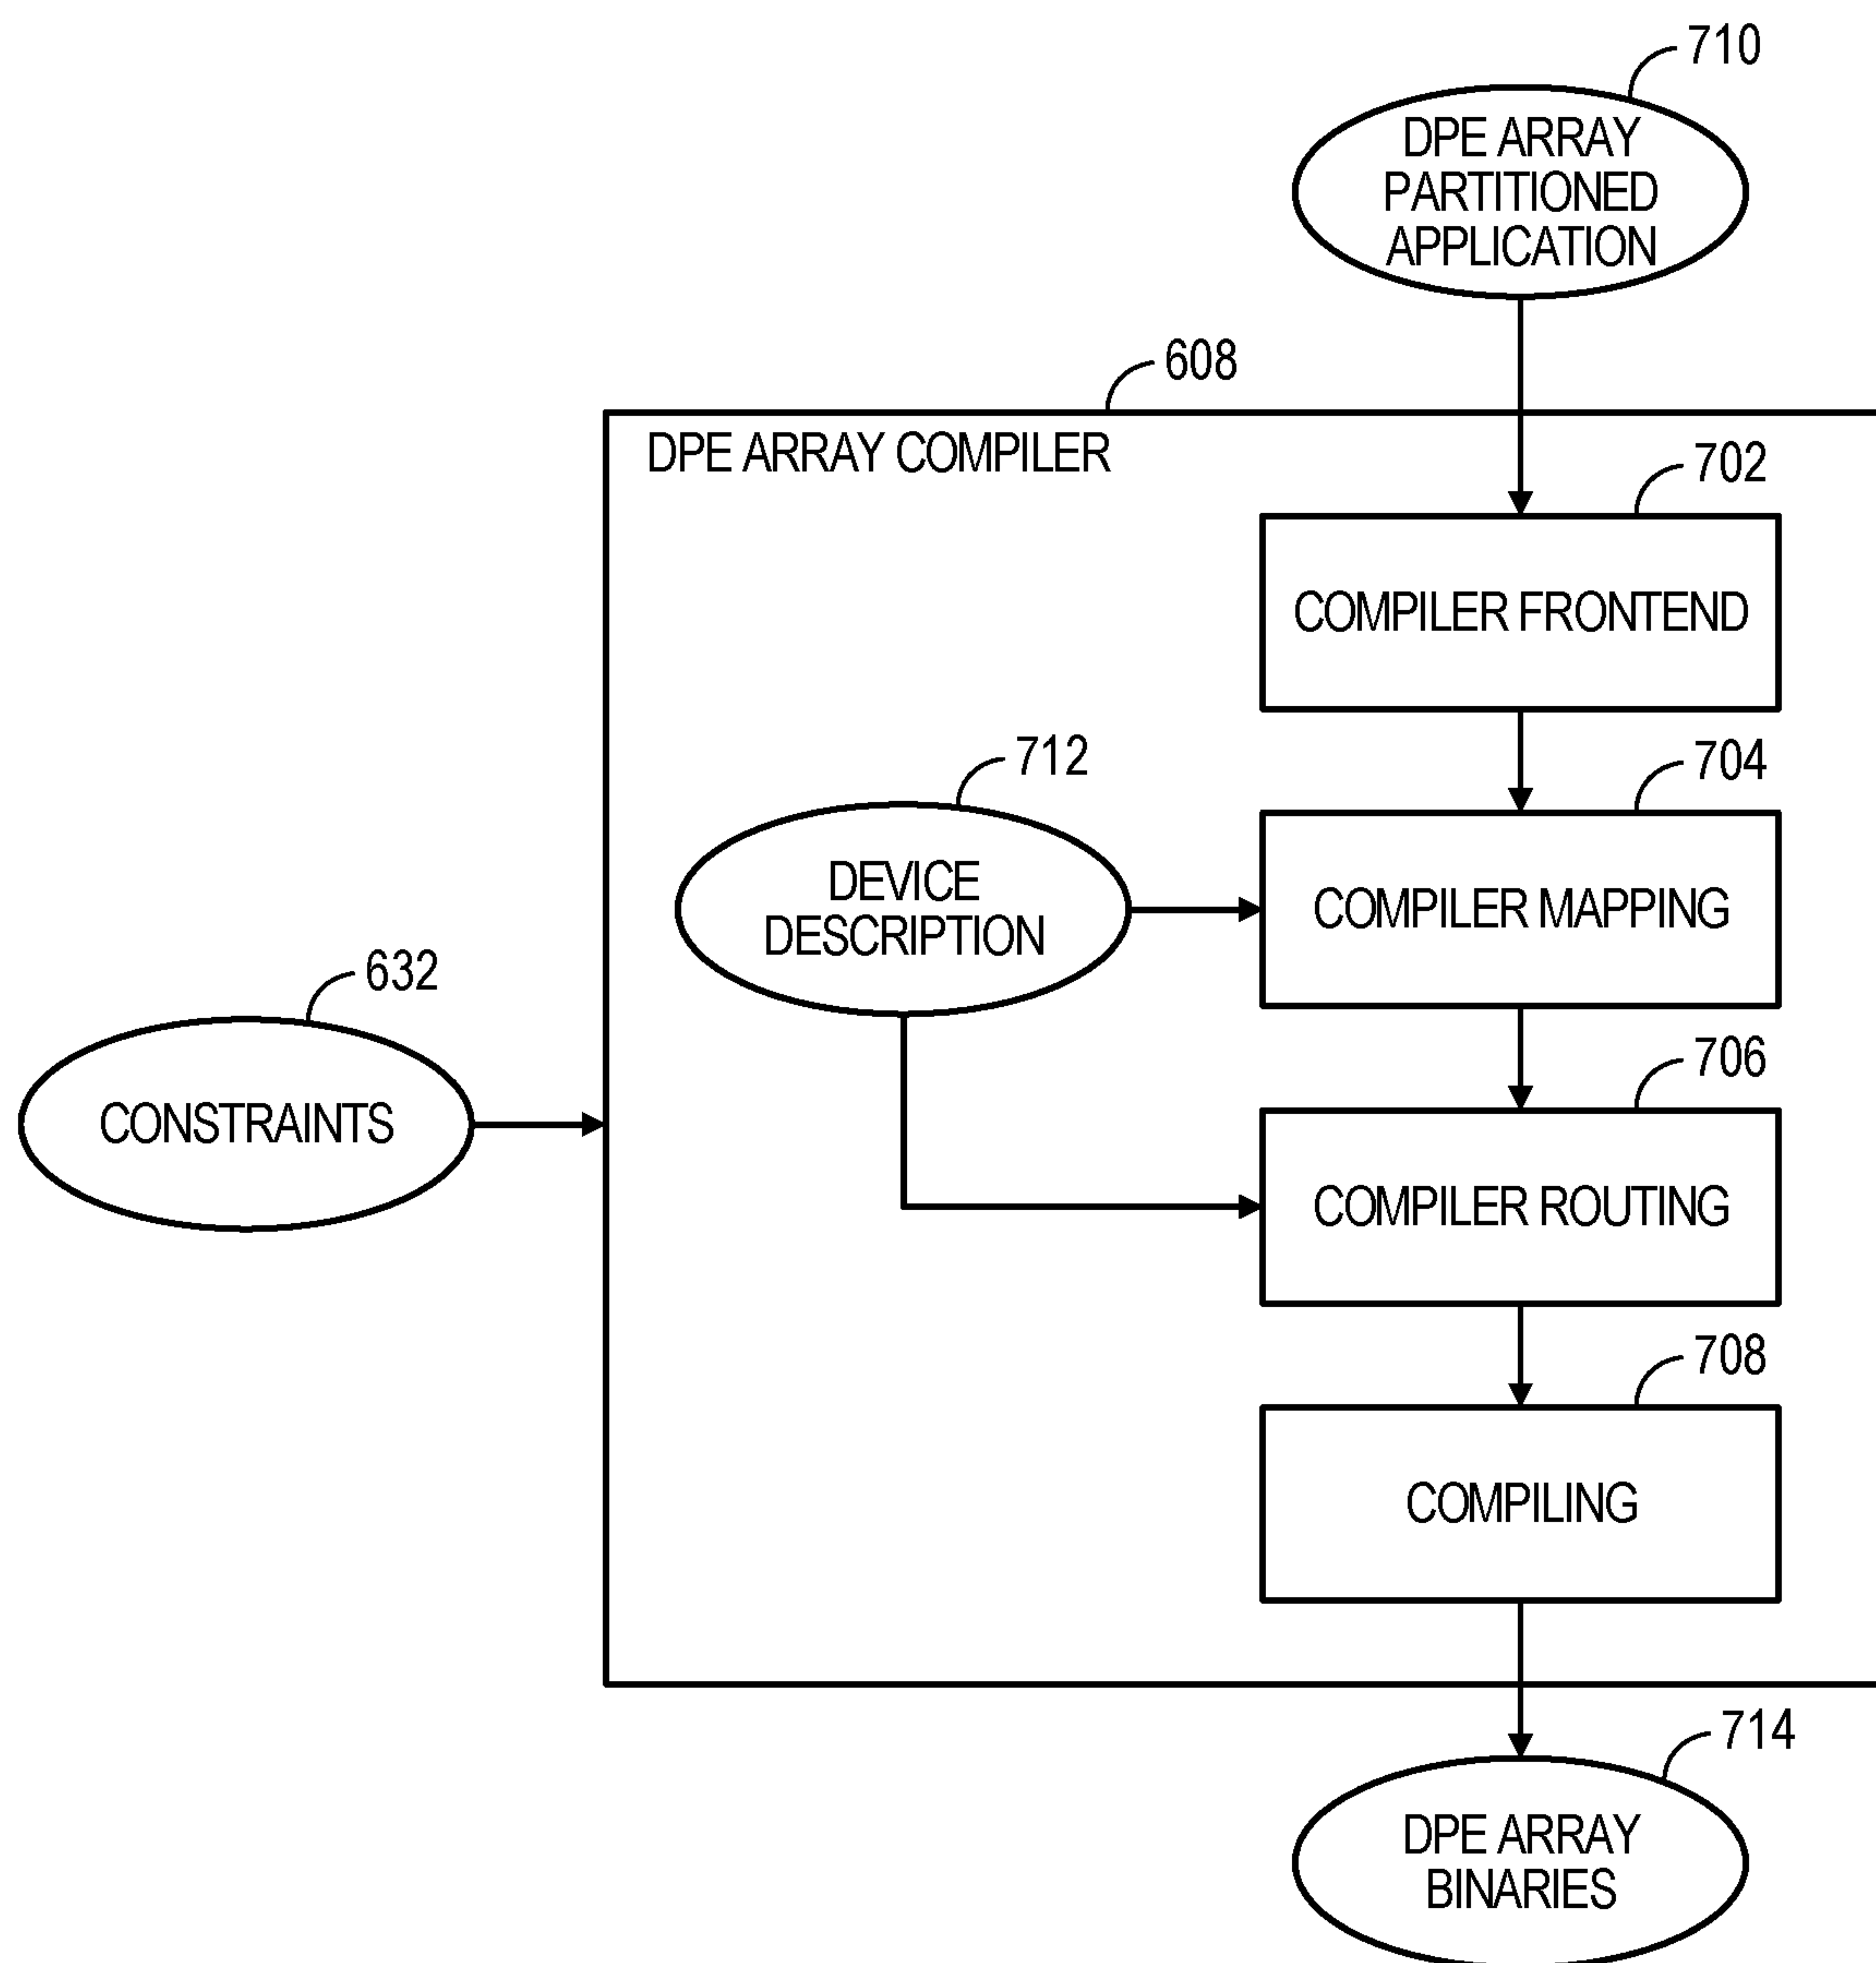 710
DPE ARRAY
PARTITIONED
APPLICATION
608
DPE ARRAY COMPILER
702
COMPILER FRONTEND
712
704
DEVICE
DESCRIPTION
COMPILER MAPPING
632
CONSTRAINTS
706
COMPILER ROUTING
708
COMPILING
714
DPE ARRAY
BINARIES